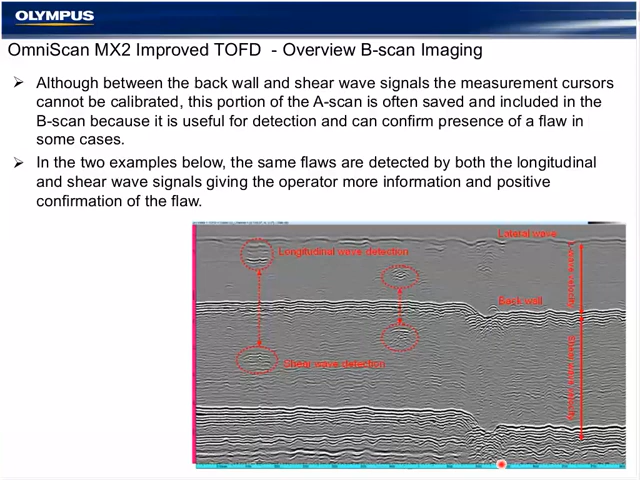 OLYMPUS
OmniScan MX2 Improved TOFD - Overview B-scan Imaging
➢ Although between the back wall and shear wave signals the measurement cursors
cannot be calibrated, this portion of the A-scan is often saved and included in the
B-scan because it is useful for detection and can confirm presence of a flaw in
some cases.
➢ In the two examples below, the same flaws are detected by both the longitudinal
and shear wave signals giving the operator more information and positive
confirmation of the flaw.
Lateral wave
Longitudinal wave detection
wave velocity
Back wall
Shear wave detection
wave velocity